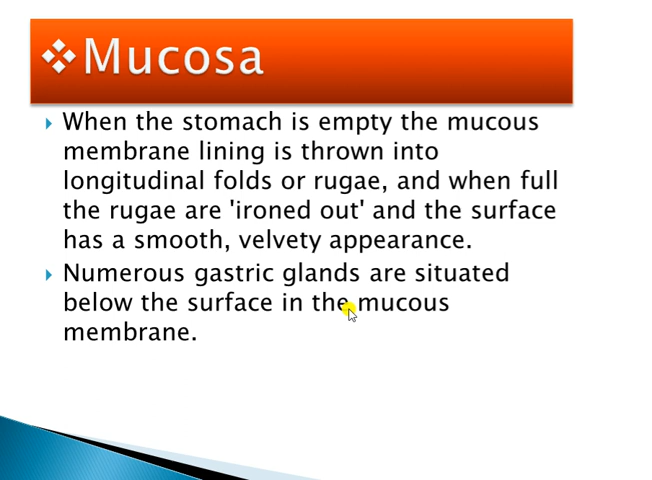 ❖Mucosa
When the stomach is empty the mucous
membrane lining is thrown into
longitudinal folds or rugae, and when full
the rugae are 'ironed out' and the surface
has a smooth, velvety appearance.
Numerous gastric glands are situated
below the surface in the mucous
membrane.